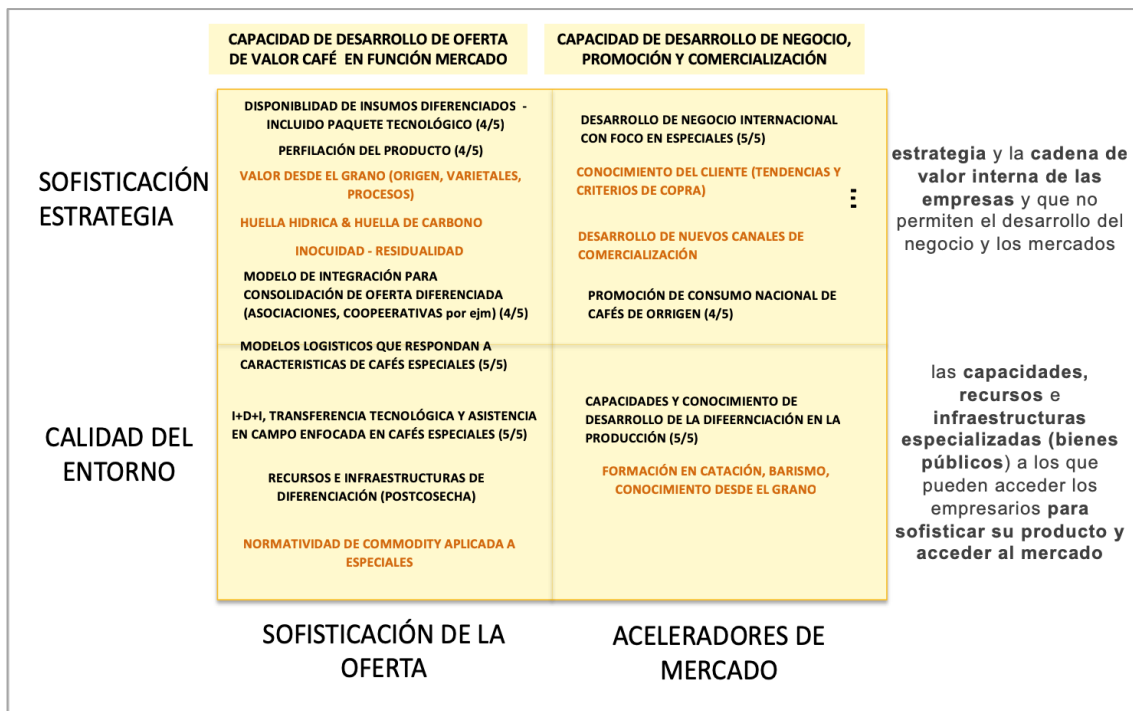 CAPACIDAD DE DESARROLLO DE OFERTA
DE VALOR CAFÉ EN FUNCIÓN MERCADO
CAPACIDAD DE DESARROLLO DE NEGOCIO,
PROMOCIÓN Y COMERCIALIZACIÓN
SOFISTICACIÓN
ESTRATEGIA
DISPONIBLIDAD DE INSUMOS DIFERENCIADOS -
INCLUIDO PAQUETE TECNOLÓGICO (4/5)
PERFILACIÓN DEL PRODUCTO (4/5)
VALOR DESDE EL GRANO (ORIGEN, VARIETALES,
PROCESOS)
HUELLA HIDRICA & HUELLA DE CARBONO
INOCUIDAD - RESIDUALIDAD
MODELO DE INTEGRACIÓN PARA
CONSOLIDACIÓN DE OFERTA DIFERENCIADA
(ASOCIACIONES, COOPEERATIVAS por ejm) (4/5)
DESARROLLO DE NEGOCIO INTERNACIONAL
CON FOCO EN ESPECIALES (5/5)
CONOCIMIENTO DEL CLIENTE (TENDENCIAS Y
CRITERIOS DE COPRA)
DESARROLLO DE NUEVOS CANALES DE
COMERCIALIZACIÓN
PROMOCIÓN DE CONSUMO NACIONAL DE
CAFÉS DE ORRIGEN (4/5)
estrategia y la cadena de
valor interna de las
empresas y que no
permiten el desarrollo del
negocio y los mercados
CALIDAD DEL
ENTORNO
MODELOS LOGISTICOS QUE RESPONDAN A
CARACTERISTICAS DE CAFÉS ESPECIALES (5/5)
I+D+I, TRANSFERENCIA TECNOLÓGICA Y ASISTENCIA
EN CAMPO ENFOCADA EN CAFÉS ESPECIALES (5/5)
RECURSOS E INFRAESTRUCTURAS DE
DIFERENCIACIÓN (POSTCOSECHA)
NORMATIVIDAD DE COMMODITY APLICADA A
ESPECIALES
CAPACIDADES Y CONOCIMIENTO DE
DESARROLLO DE LA DIFEERNCIACIÓN EN LA
PRODUCCIÓN (5/5)
FORMACIÓN EN CATACIÓN, BARISMO,
CONOCIMIENTO DESDE EL GRANO
las capacidades,
recursos e
infraestructuras
especializadas (bienes
públicos) a los que
pueden acceder los
empresarios para
sofisticar su producto y
acceder al mercado
SOFISTICACIÓN DE LA
OFERTA
ACELERADORES DE
MERCADO